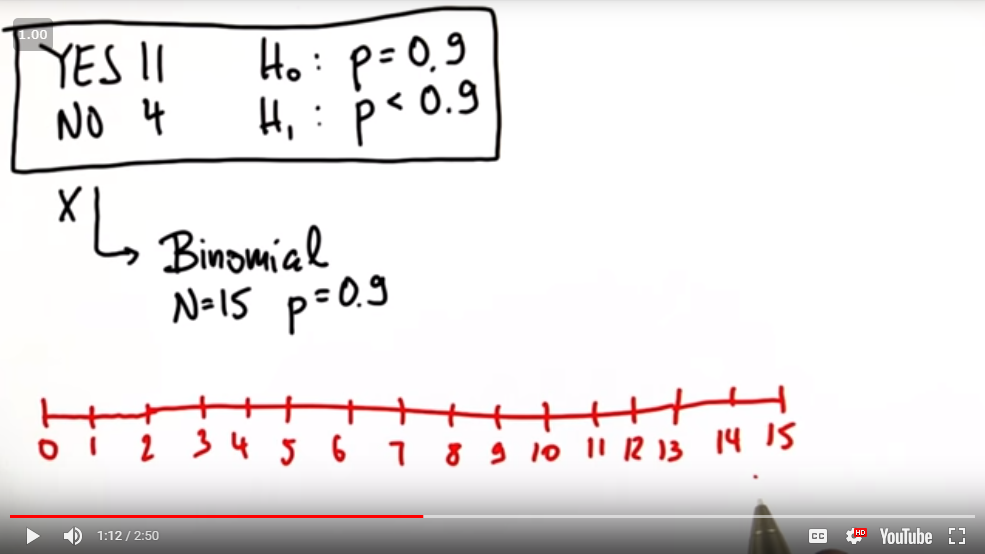 1.00
YES 11 H₀ : p = 0.9
NO 4 H₁ : p < 0.9
X
Binomial
N=15 p=0.9
0 1 2 3 4 5 6 7 8 9 10 11 12 13 14 15
1:12 / 2:50 CC HD YouTube